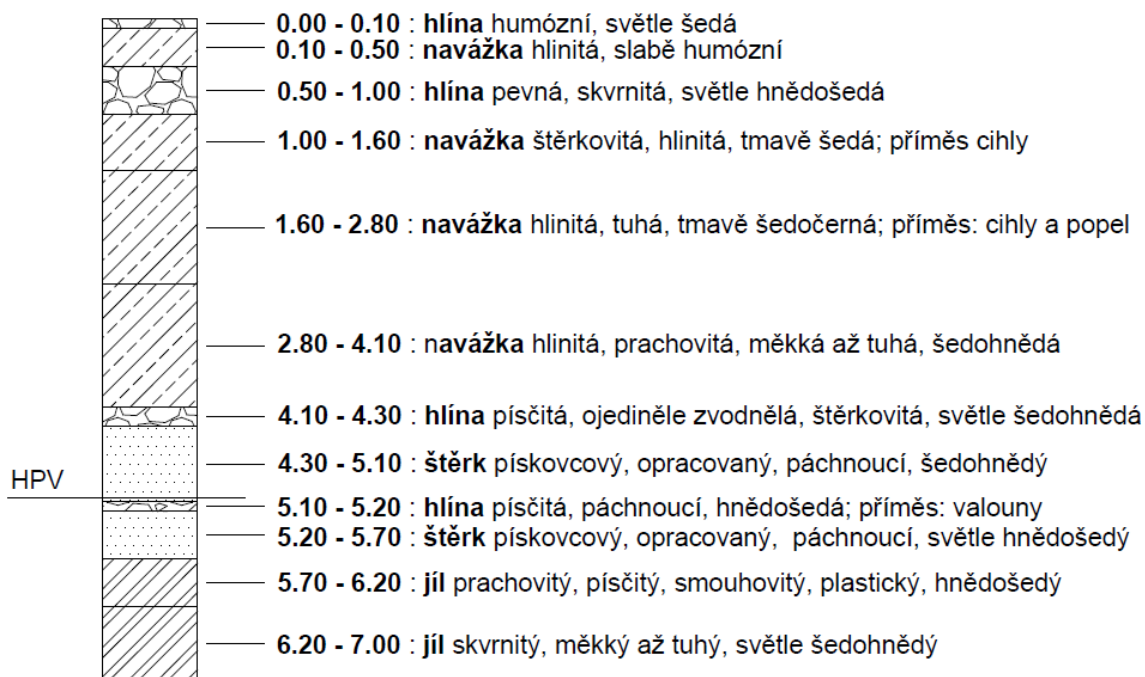 0.00 - 0.10 : hlína humózní, světle šedá
0.10 - 0.50 : navážka hlinitá, slabě humózní
0.50 - 1.00 : hlína pevná, skvrnitá, světle hnědošedá
1.00 - 1.60 : navážka štěrkovitá, hlinitá, tmavě šedá; příměs cihly
1.60 - 2.80 : navážka hlinitá, tuhá, tmavě šedočerná; příměs: cihly a popel
2.80 - 4.10 : navážka hlinitá, prachovitá, měkká až tuhá, šedohnědá
4.10 - 4.30 : hlína písčitá, ojediněle zvodnělá, štěrkovitá, světle šedohnědá
4.30 - 5.10 : štěrk pískovcový, opracovaný, páchnoucí, šedohnědý
HPV
5.10 - 5.20 : hlína písčitá, páchnoucí, hnědošedá; příměs: valouny
5.20 - 5.70 : štěrk pískovcový, opracovaný, páchnoucí, světle hnědošedý
5.70 - 6.20 : jíl prachovitý, písčitý, smouhovitý, plastický, hnědošedý
6.20 - 7.00 : jíl skvrnitý, měkký až tuhý, světle šedohnědý